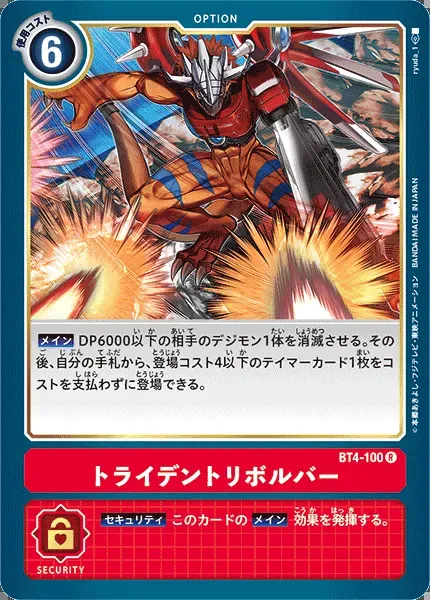 OPTION
使用コスト
6
ryuda_1
©本郷あきよし・フジテレビ・東映アニメーション BANDAI MADE IN JAPAN
メイン DP6000以下の相手のデジモン1体を消滅させる。その
後、自分の手札から、登場コスト4以下のテイマーカード1枚をコ
ストを支払わずに登場できる。
BT4-100 R
トライデントリボルバー
セキュリティ このカードの メイン 効果を発揮する。
SECURITY